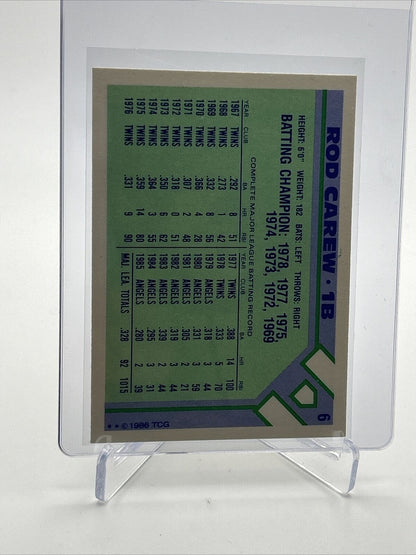 6
ROD CAREW · 1B
HEIGHT: 6'0" WEIGHT: 182 BATS: LEFT THROWS: RIGHT
BATTING CHAMPION: 1978, 1977, 1975,
1974, 1973, 1972, 1969
COMPLETE MAJOR LEAGUE BATTING RECORD
YEAR CLUB BA HR RBI YEAR CLUB BA HR RBI
1967 TWINS .292 8 51 1977 TWINS .388 14 100
1968 TWINS .273 1 42 1978 TWINS .333 5 70
1969 TWINS .332 8 56 1979 ANGELS .318 3 44
1970 TWINS .366 4 28 1980 ANGELS .331 3 59
1971 TWINS .307 2 48 1981 ANGELS .305 2 21
1972 TWINS .318 0 51 1982 ANGELS .319 3 44
1973 TWINS .350 6 62 1983 ANGELS .339 2 44
1974 TWINS .364 3 55 1984 ANGELS .295 3 31
1975 TWINS .359 14 80 1985 ANGELS .280 2 39
1976 TWINS .331 9 90 MAJ. LEA. TOTALS .328 92 1015
** © 1986 TCG